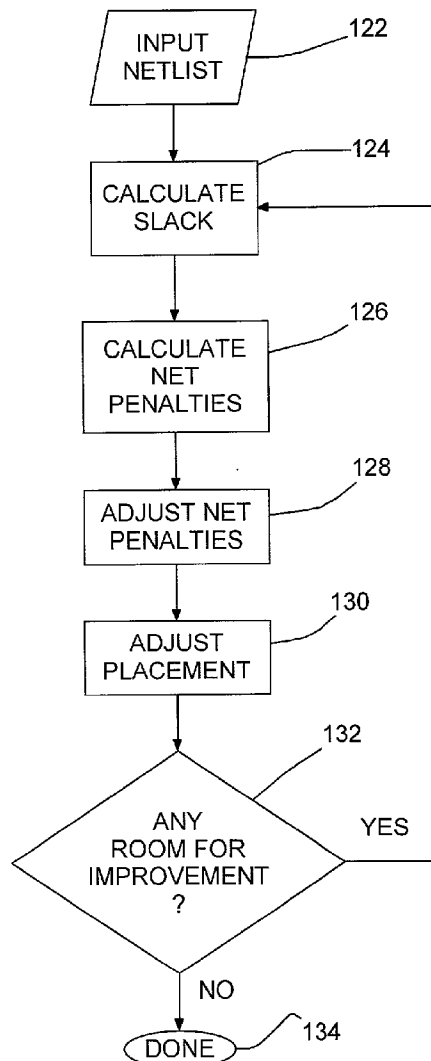 INPUT
NETLIST
122
124
CALCULATE
SLACK
126
CALCULATE
NET
PENALTIES
128
ADJUST NET
PENALTIES
130
ADJUST
PLACEMENT
132
ANY
ROOM FOR
IMPROVEMENT
?
YES
NO
DONE
134